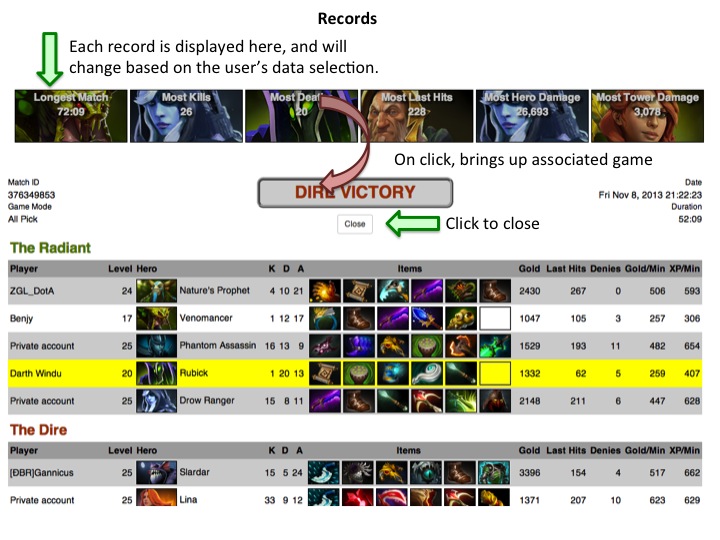 Records
Each record is displayed here, and will
change based on the user's data selection.
Longest Match Most Kills Most Deat Most Last Hits Most Hero Damage Most Tower Damage
72:09 26 20 228 26,693 3,078
On click, brings up associated game
Match ID
376349853
Game Mode
All Pick
DIRE VICTORY
Date
Fri Nov 8, 2013 21:22:23
Duration
52:09
Close
Click to close
The Radiant
Player Level Hero K D A Items Gold Last Hits Denies Gold/Min XP/Min
ZGL_DotA 24 Nature's Prophet 4 10 21 2430 267 0 506 593
Benjy 17 Venomancer 1 12 17 1047 105 3 257 306
Private account 25 Phantom Assassin 16 13 9 1529 193 11 482 654
Darth Windu 20 Rubick 1 20 13 1332 62 5 259 407
Private account 25 Drow Ranger 15 8 11 2148 211 6 447 628
The Dire
Player Level Hero K D A Items Gold Last Hits Denies Gold/Min XP/Min
[ÐBR]Gannicus 25 Slardar 15 5 24 3396 154 4 517 662
Private account 25 Lina 33 9 12 1371 207 10 623 629